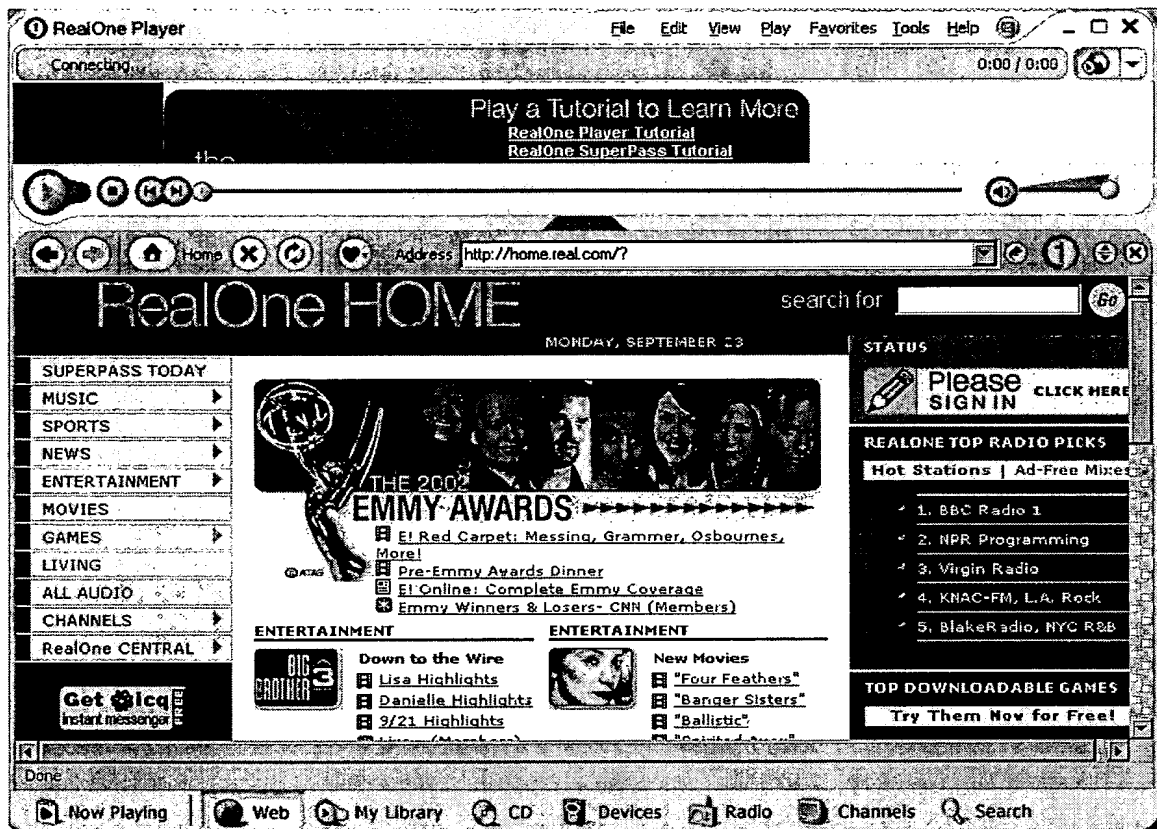 RealOne Player
File Edit View Play Favorites Tools Help
Connecting...
0:00 / 0:00
Play a Tutorial to Learn More
RealOne Player Tutorial
RealOne SuperPass Tutorial
the
Home
Address http://home.real.com/?
RealOne HOME
search for
Go
MONDAY, SEPTEMBER 23
SUPERPASS TODAY
MUSIC
SPORTS
NEWS
ENTERTAINMENT
MOVIES
GAMES
LIVING
ALL AUDIO
CHANNELS
RealOne CENTRAL
Get icq FREE
instant messenger
THE 2002
EMMY AWARDS
E! Red Carpet: Messing, Grammer, Osbournes,
More!
Pre-Emmy Awards Dinner
E! Online: Complete Emmy Coverage
Emmy Winners & Losers- CNN (Members)
©ATAS
ENTERTAINMENT
BIG BROTHER 3
Down to the Wire
Lisa Highlights
Danielle Highlights
9/21 Highlights
(Members)
ENTERTAINMENT
New Movies
"Four Feathers"
"Banger Sisters"
"Ballistic"
"Spirited Away"
STATUS
Please
SIGN IN
CLICK HERE
REALONE TOP RADIO PICKS
Hot Stations | Ad-Free Mixes
1. BBC Radio 1
2. NPR Programming
3. Virgin Radio
4. KNAC-FM, L.A. Rock
5. BlakeRadio, NYC R&B
TOP DOWNLOADABLE GAMES
Try Them Now for Free!
Done
Now Playing Web My Library CD Devices Radio Channels Search